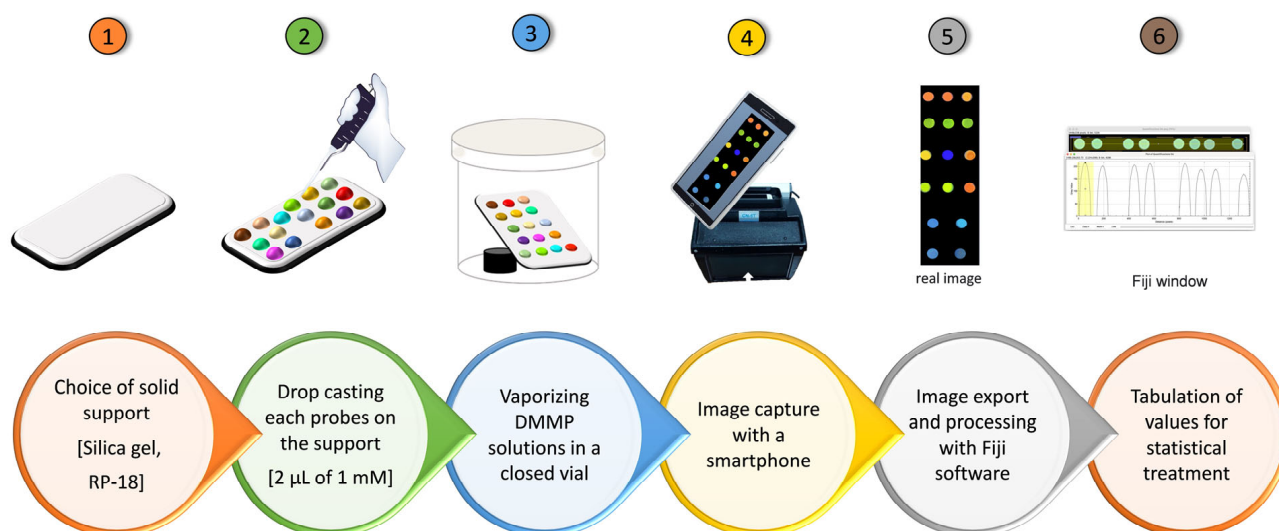 1
2
3
4
5
6
real image
Fiji window
Choice of solid
support
[Silica gel,
RP-18]
Drop casting
each probes on
the support
[2 µL of 1 mM]
Vaporizing
DMMP
solutions in a
closed vial
Image capture
with a
smartphone
Image export
and processing
with Fiji
software
Tabulation of
values for
statistical
treatment